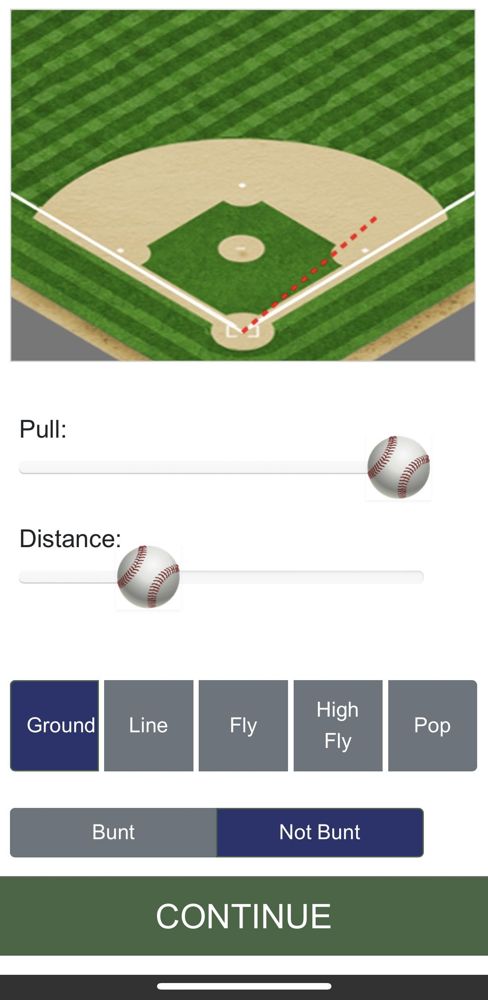 Pull:
Distance:
Ground
Line
Fly
High
Fly
Pop
Bunt
Not Bunt
CONTINUE